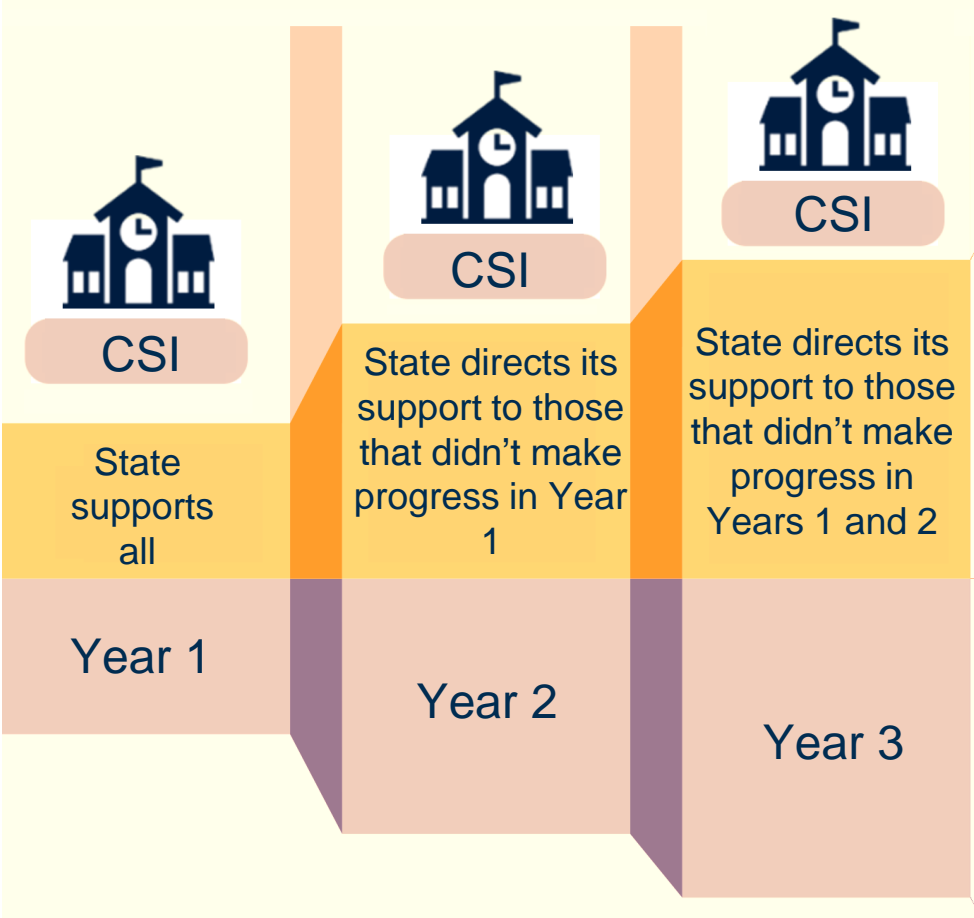 CSI
State
supports
all
Year 1
CSI
State directs its
support to those
that didn’t make
progress in Year
1
Year 2
CSI
State directs its
support to those
that didn’t make
progress in
Years 1 and 2
Year 3